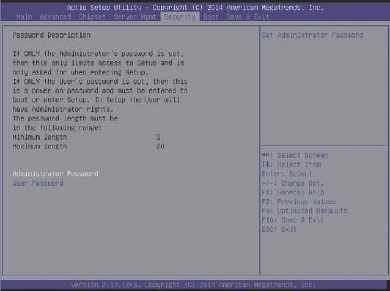 Aptio Setup Utility - Copyright (C) 2014 American Megatrends, Inc.
Main Advanced Chipset Server Mgmt Security Boot Save & Exit
Password Description
If ONLY the Administrator's password is set,
then this only limits access to Setup and is
only asked for when entering Setup.
If ONLY the User's password is set, then this
is a power on password and must be entered to
boot or enter Setup. In Setup the User will
have Administrator rights.
The password length must be
in the following range:
Minimum length
Maximum length 20
Administrator Password
User Password
Set Administrator Password
Select Screen
Select Item
Enter: Select
+/-: Change Opt.
F1: General Help
F2: Previous Values
Optimized Defaults
Save & Exit
ESC: Exit
Version Copyright (C) 2014 American Megatrends, Inc.